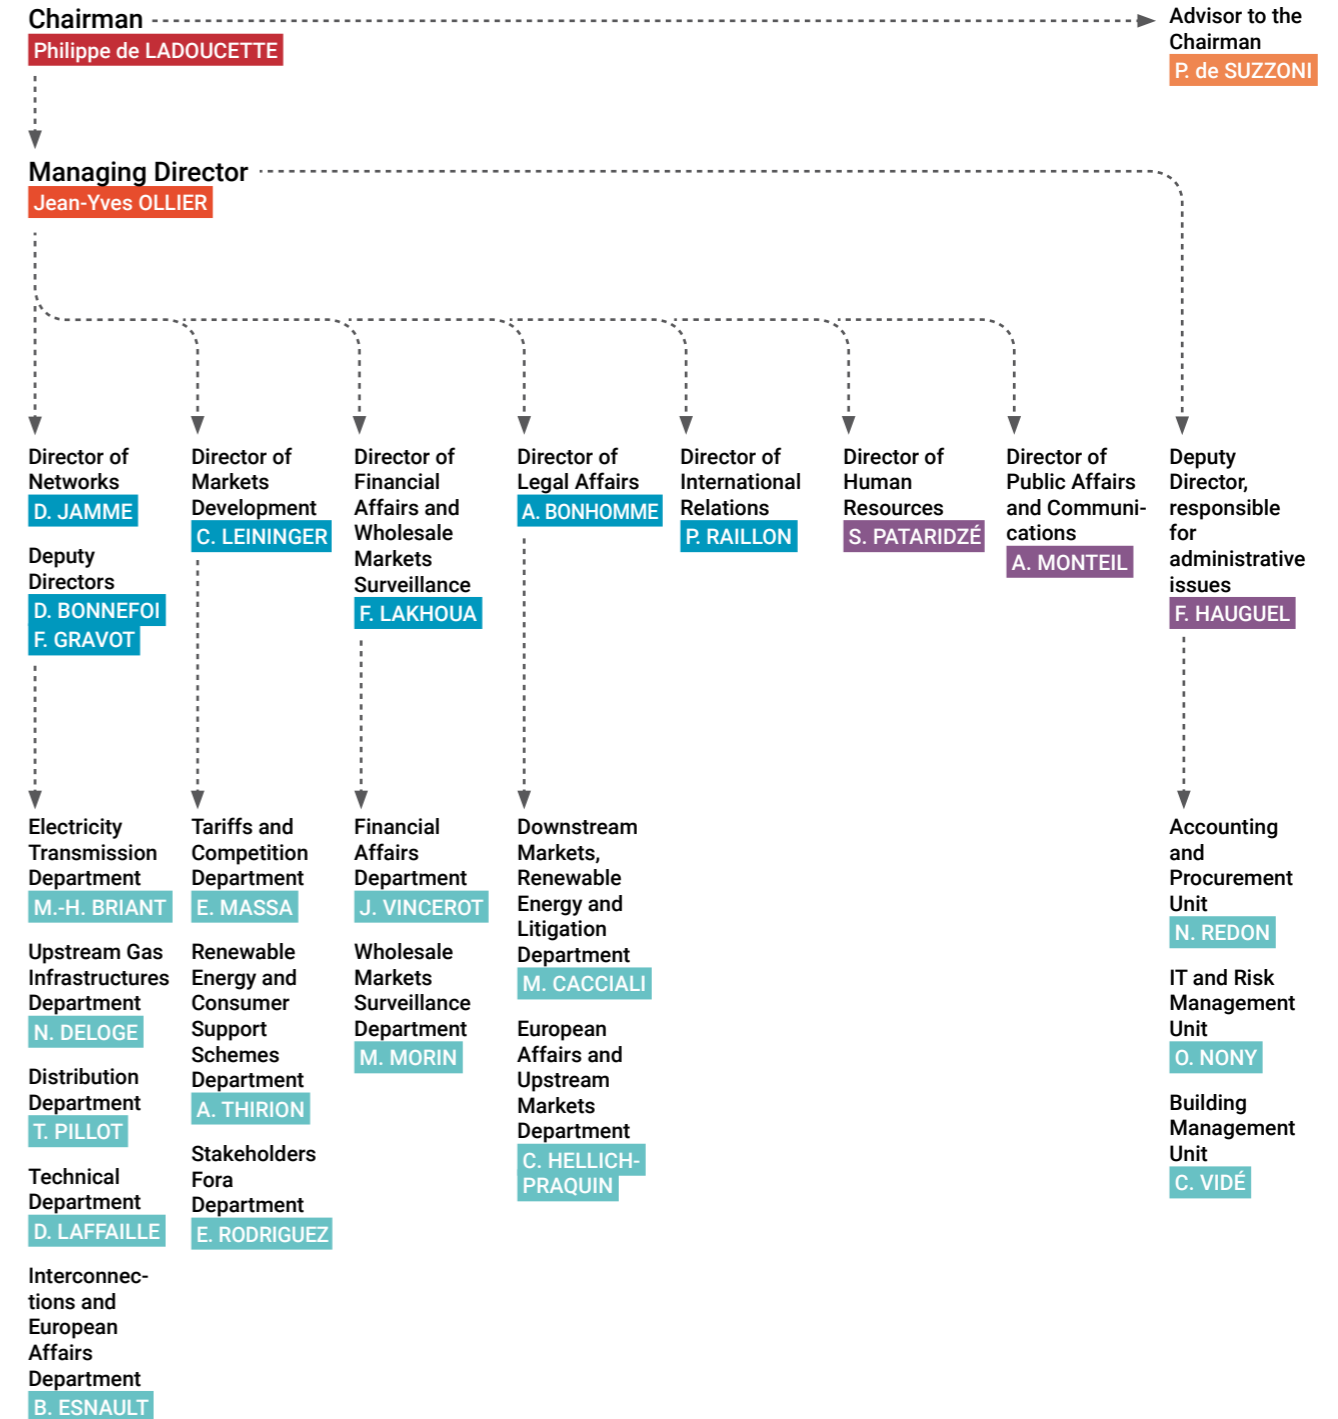 Chairman
Philippe de LADOUCETTE
Advisor to the
Chairman
P. de SUZZONI
Managing Director
Jean-Yves OLLIER
Director of
Networks
D. JAMME
Deputy
Directors
D. BONNEFOI
F. GRAVOT
Director of
Markets
Development
C. LEININGER
Director of
Financial
Affairs and
Wholesale
Markets
Surveillance
F. LAKHOUA
Director of
Legal Affairs
A. BONHOMME
Director of
International
Relations
P. RAILLON
Director of
Human
Resources
S. PATARIDZÉ
Director of
Public Affairs
and Communi-
cations
A. MONTEIL
Deputy
Director,
responsible
for
administrative
issues
F. HAUGUEL
Electricity
Transmission
Department
M.-H. BRIANT
Upstream Gas
Infrastructures
Department
N. DELOGE
Distribution
Department
T. PILLOT
Technical
Department
D. LAFFAILLE
Interconnec-
tions and
European
Affairs
Department
B. ESNAULT
Tariffs and
Competition
Department
E. MASSA
Renewable
Energy and
Consumer
Support
Schemes
Department
A. THIRION
Stakeholders
Fora
Department
E. RODRIGUEZ
Financial
Affairs
Department
J. VINCEROT
Wholesale
Markets
Surveillance
Department
M. MORIN
Downstream
Markets,
Renewable
Energy and
Litigation
Department
M. CACCIALI
European
Affairs and
Upstream
Markets
Department
C. HELLICH-
PRAQUIN
Accounting
and
Procurement
Unit
N. REDON
IT and Risk
Management
Unit
O. NONY
Building
Management
Unit
C. VIDÉ